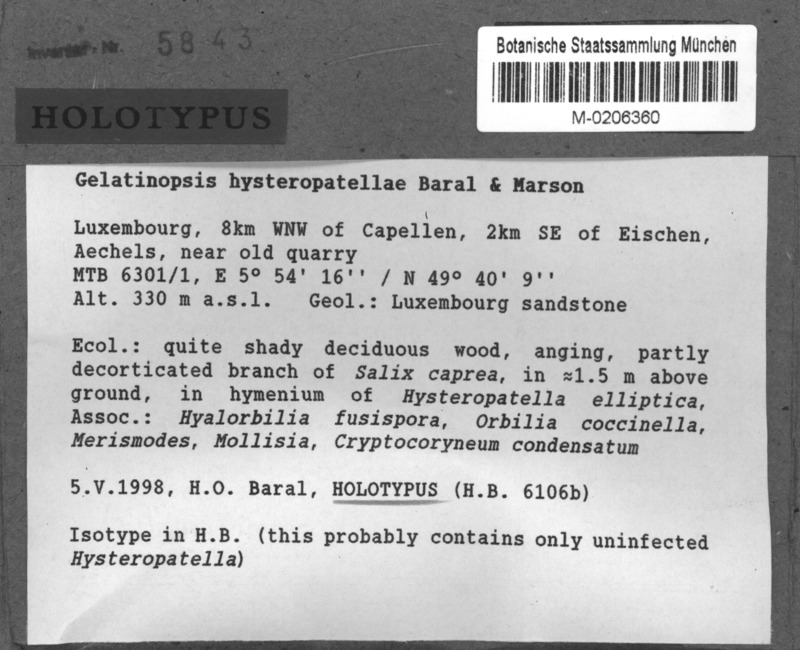 Inventar-Nr. 5843
Botanische Staatssammlung München
M-0206360
HOLOTYPUS
Gelatinopsis hysteropatellae Baral & Marson
Luxembourg, 8km WNW of Capellen, 2km SE of Eischen,
Aechels, near old quarry
MTB 6301/1, E 5° 54' 16'' / N 49° 40' 9''
Alt. 330 m a.s.l. Geol.: Luxembourg sandstone
Ecol.: quite shady deciduous wood, anging, partly
decorticated branch of Salix caprea, in ≈1.5 m above
ground, in hymenium of Hysteropatella elliptica,
Assoc.: Hyalorbilia fusispora, Orbilia coccinella,
Merismodes, Mollisia, Cryptocoryneum condensatum
5.V.1998, H.O. Baral, HOLOTYPUS (H.B. 6106b)
Isotype in H.B. (this probably contains only uninfected
Hysteropatella)